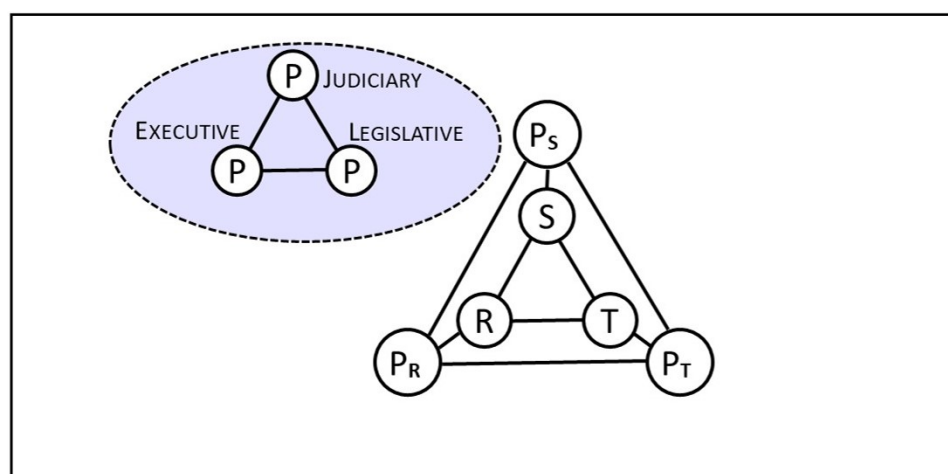 P JUDICIARY
EXECUTIVE LEGISLATIVE
P P
PS
S
R T
PR PT